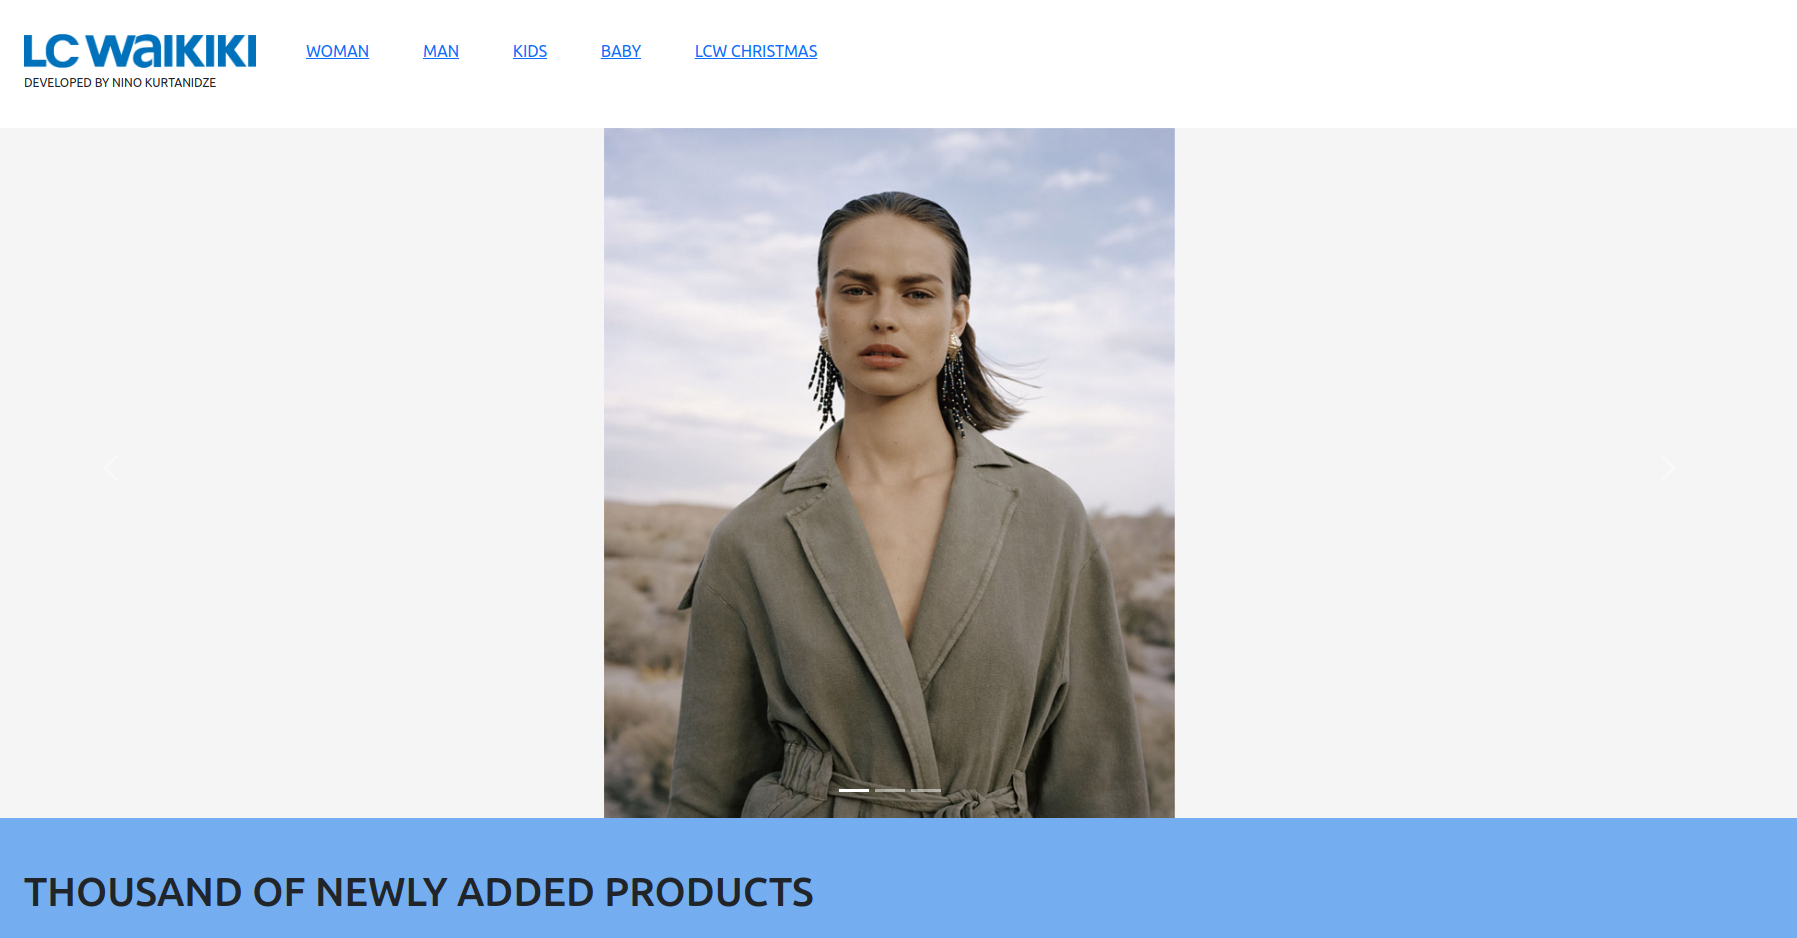 LC WAIKIKI
DEVELOPED BY NINO KURTANIDZE
WOMAN MAN KIDS BABY LCW CHRISTMAS
THOUSAND OF NEWLY ADDED PRODUCTS